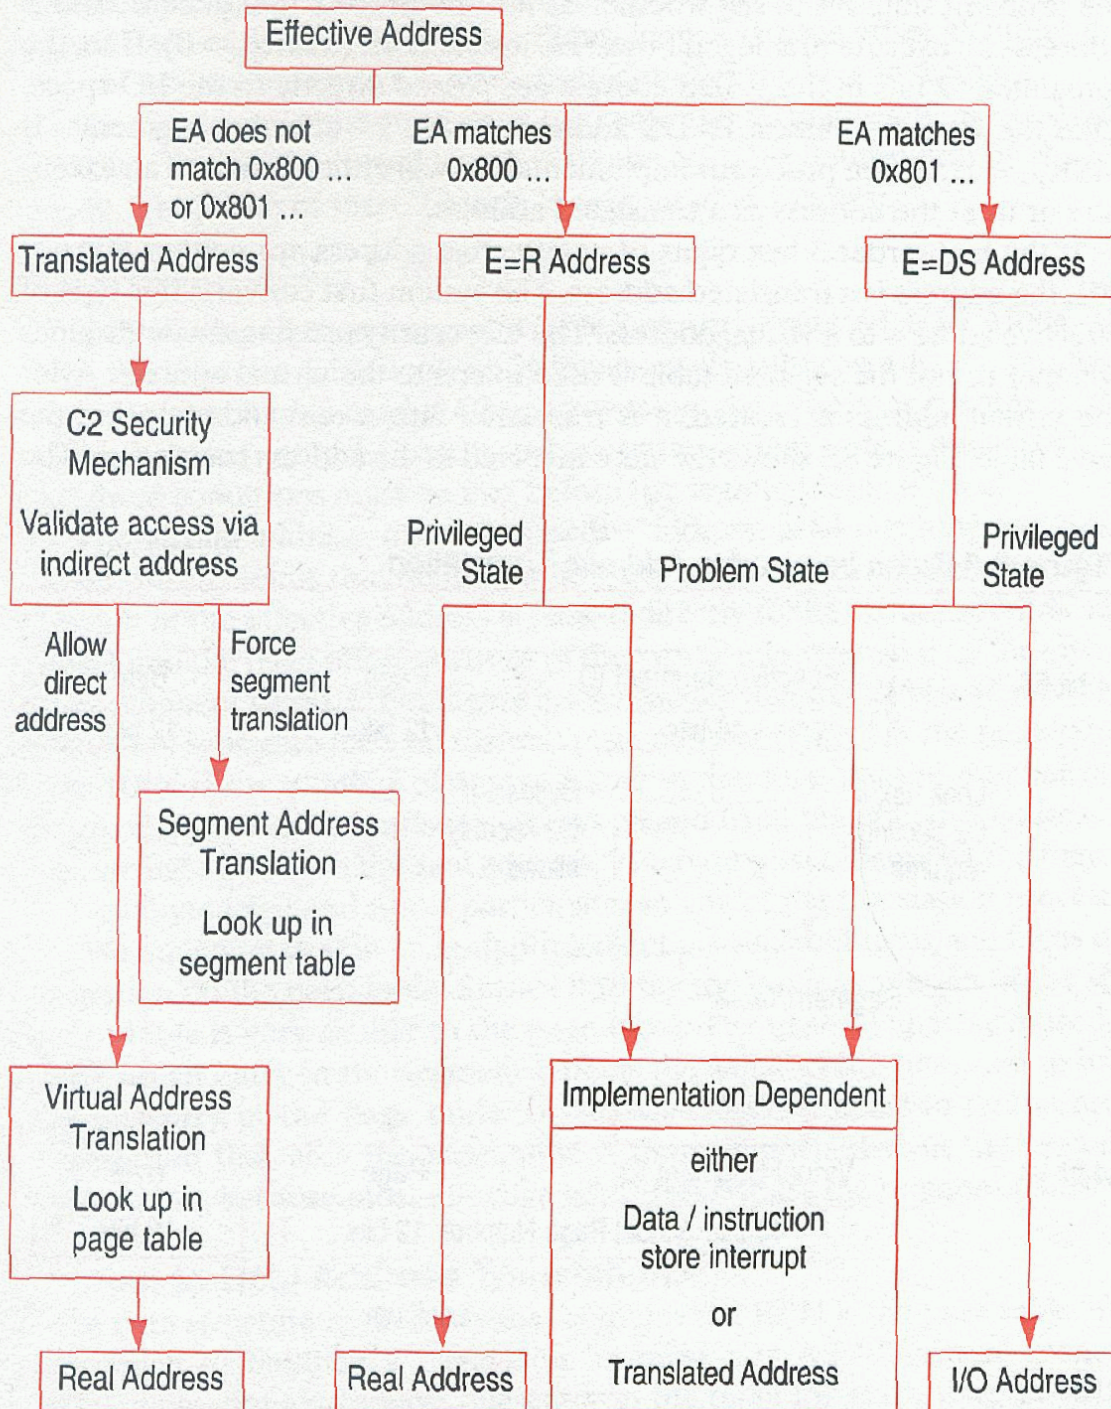 Effective Address
EA does not
match 0x800 ...
or 0x801 ...
EA matches
0x800 ...
EA matches
0x801 ...
Translated Address
E=R Address
E=DS Address
C2 Security
Mechanism
Validate access via
indirect address
Privileged
State
Problem State
Privileged
State
Allow
direct
address
Force
segment
translation
Segment Address
Translation
Look up in
segment table
Virtual Address
Translation
Look up in
page table
Implementation Dependent
either
Data / instruction
store interrupt
or
Translated Address
Real Address
Real Address
I/O Address